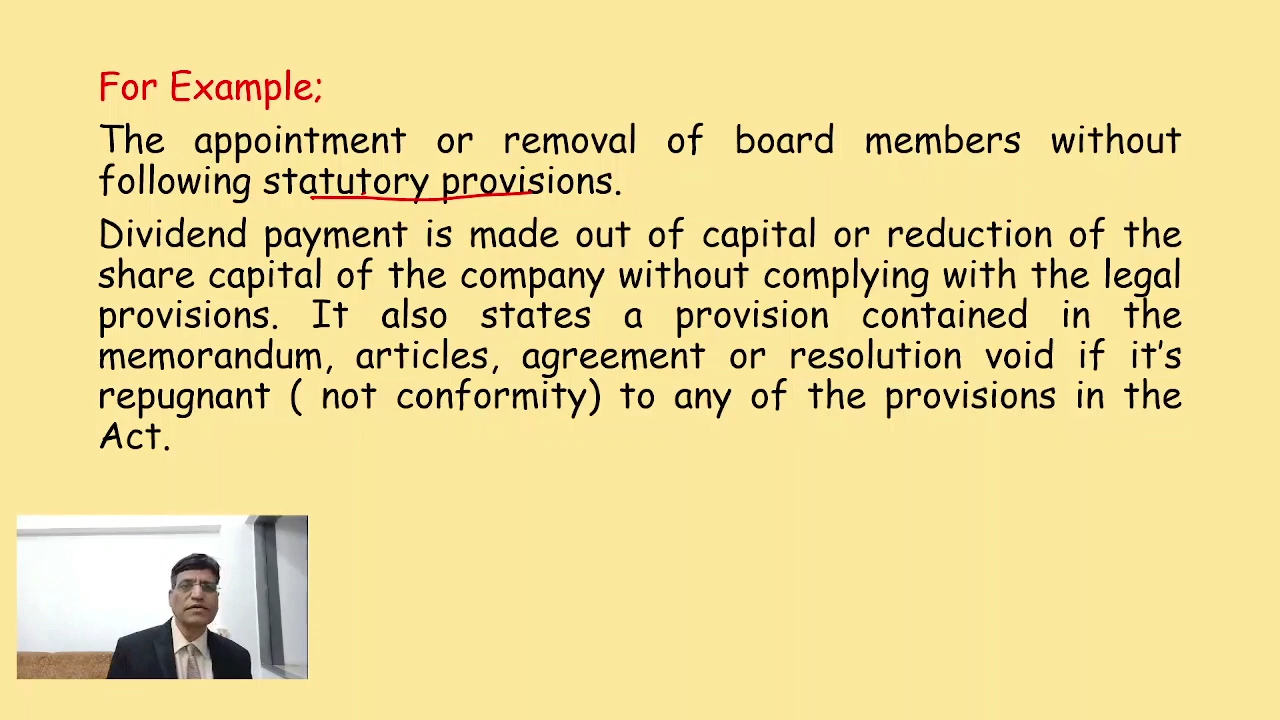 For Example;
The appointment or removal of board members without
following statutory provisions.
Dividend payment is made out of capital or reduction of the
share capital of the company without complying with the legal
provisions. It also states a provision contained in the
memorandum, articles, agreement or resolution void if it's
repugnant ( not conformity) to any of the provisions in the
Act.